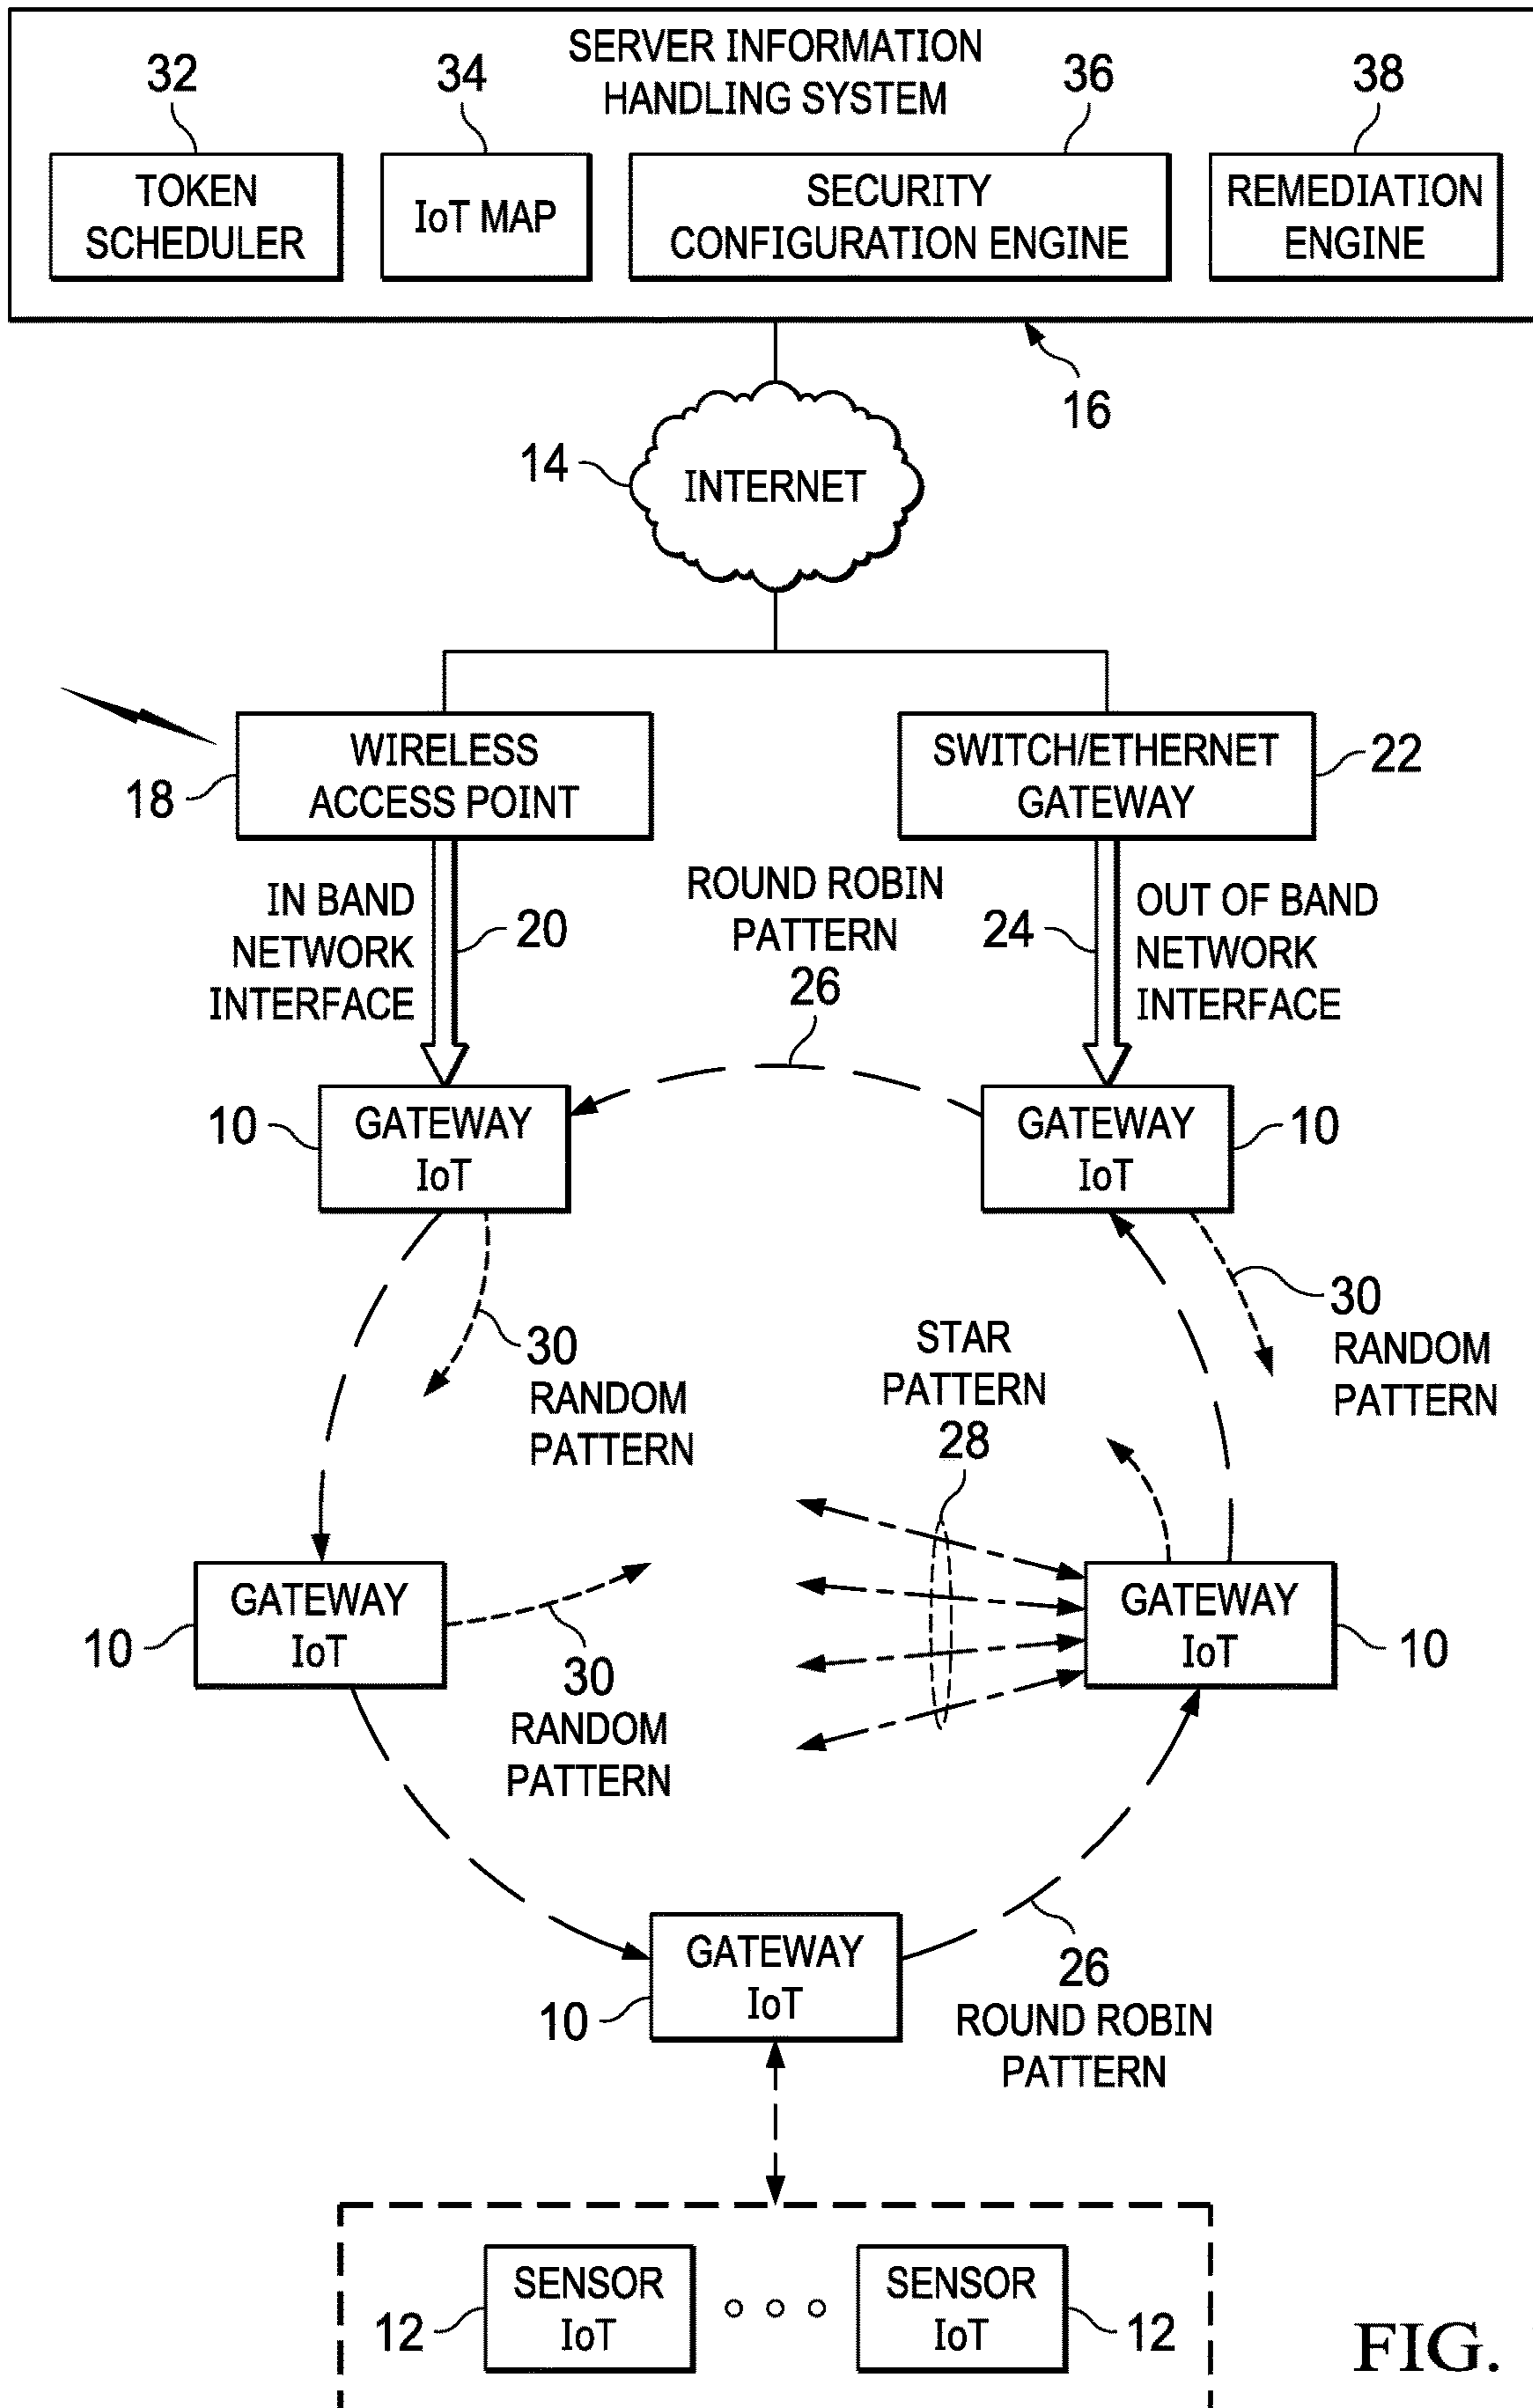 SERVER INFORMATION
HANDLING SYSTEM
32
34
36
38
TOKEN
SCHEDULER
IoT MAP
SECURITY
CONFIGURATION ENGINE
REMEDIATION
ENGINE
16
14
INTERNET
WIRELESS
ACCESS POINT
18
SWITCH/ETHERNET
GATEWAY
22
IN BAND
NETWORK
INTERFACE
20
ROUND ROBIN
PATTERN
26
24
OUT OF BAND
NETWORK
INTERFACE
10
GATEWAY
IoT
GATEWAY
IoT
10
30
RANDOM
PATTERN
STAR
PATTERN
28
30
RANDOM
PATTERN
10
GATEWAY
IoT
30
RANDOM
PATTERN
GATEWAY
IoT
10
10
GATEWAY
IoT
26
ROUND ROBIN
PATTERN
12
SENSOR
IoT
SENSOR
IoT
12
FIG.